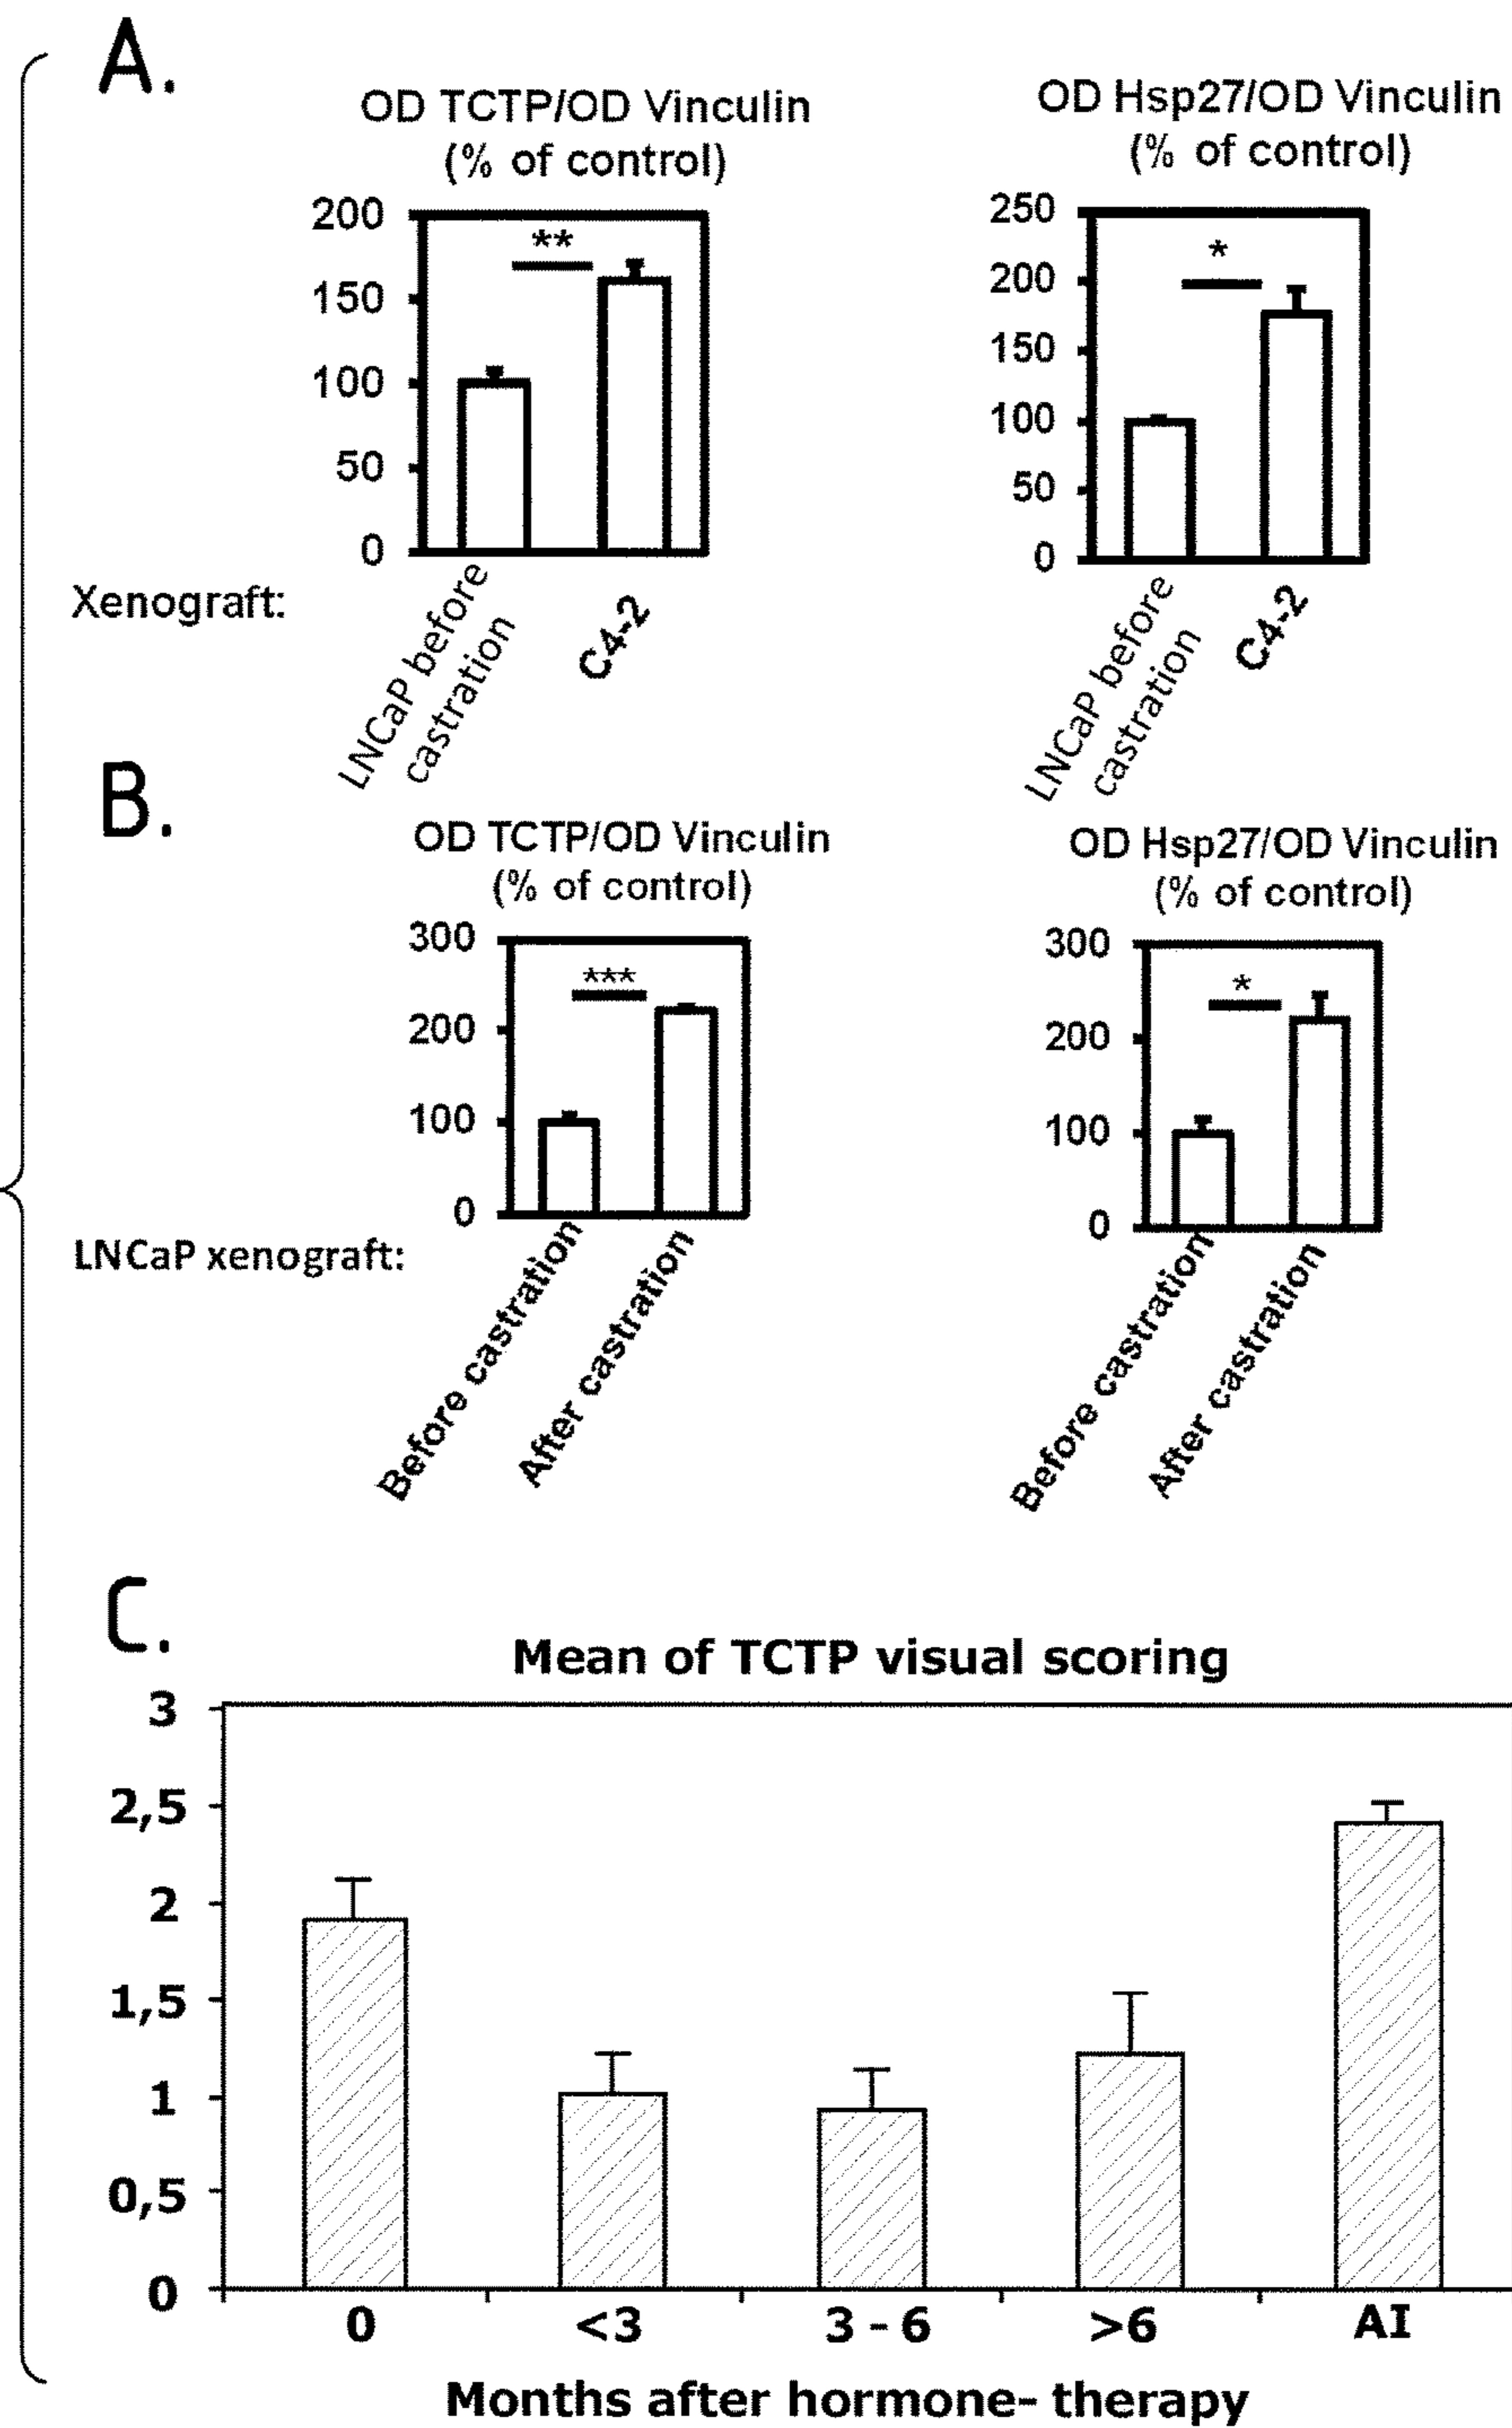 A.
OD TCTP/OD Vinculin
(% of control)
200
**
150
100
50
0
Xenograft:
LNCaP before
castration
C4-2
OD Hsp27/OD Vinculin
(% of control)
250
*
200
150
100
50
0
LNCaP before
castration
C4-2
B.
OD TCTP/OD Vinculin
(% of control)
300
***
200
100
0
LNCaP xenograft:
Before castration
After castration
OD Hsp27/OD Vinculin
(% of control)
300
*
200
100
0
Before castration
After castration
C.
Mean of TCTP visual scoring
3
2,5
2
1,5
1
0,5
0
0 <3 3 - 6 >6 AI
Months after hormone- therapy